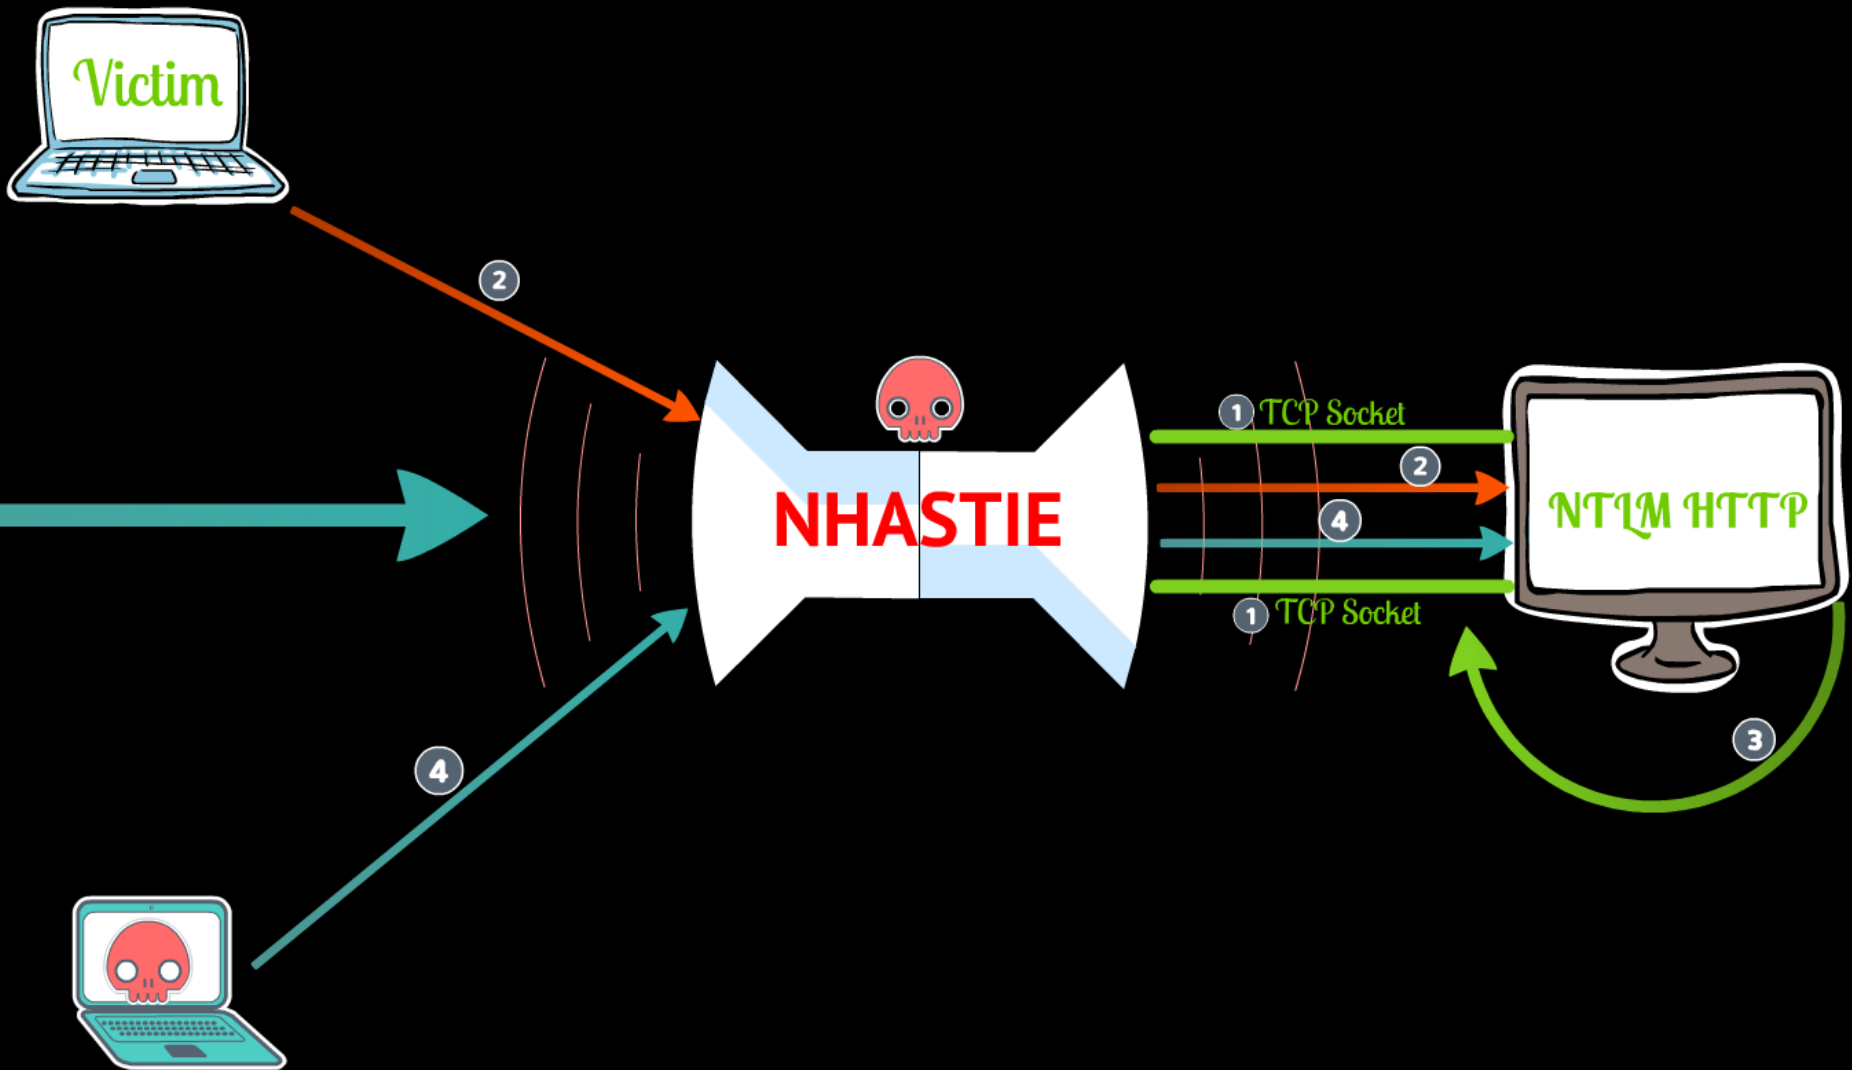 Victim
2
1 TCP Socket
2
NHASTIE
4
NTLM HTTP
1 TCP Socket
3
4